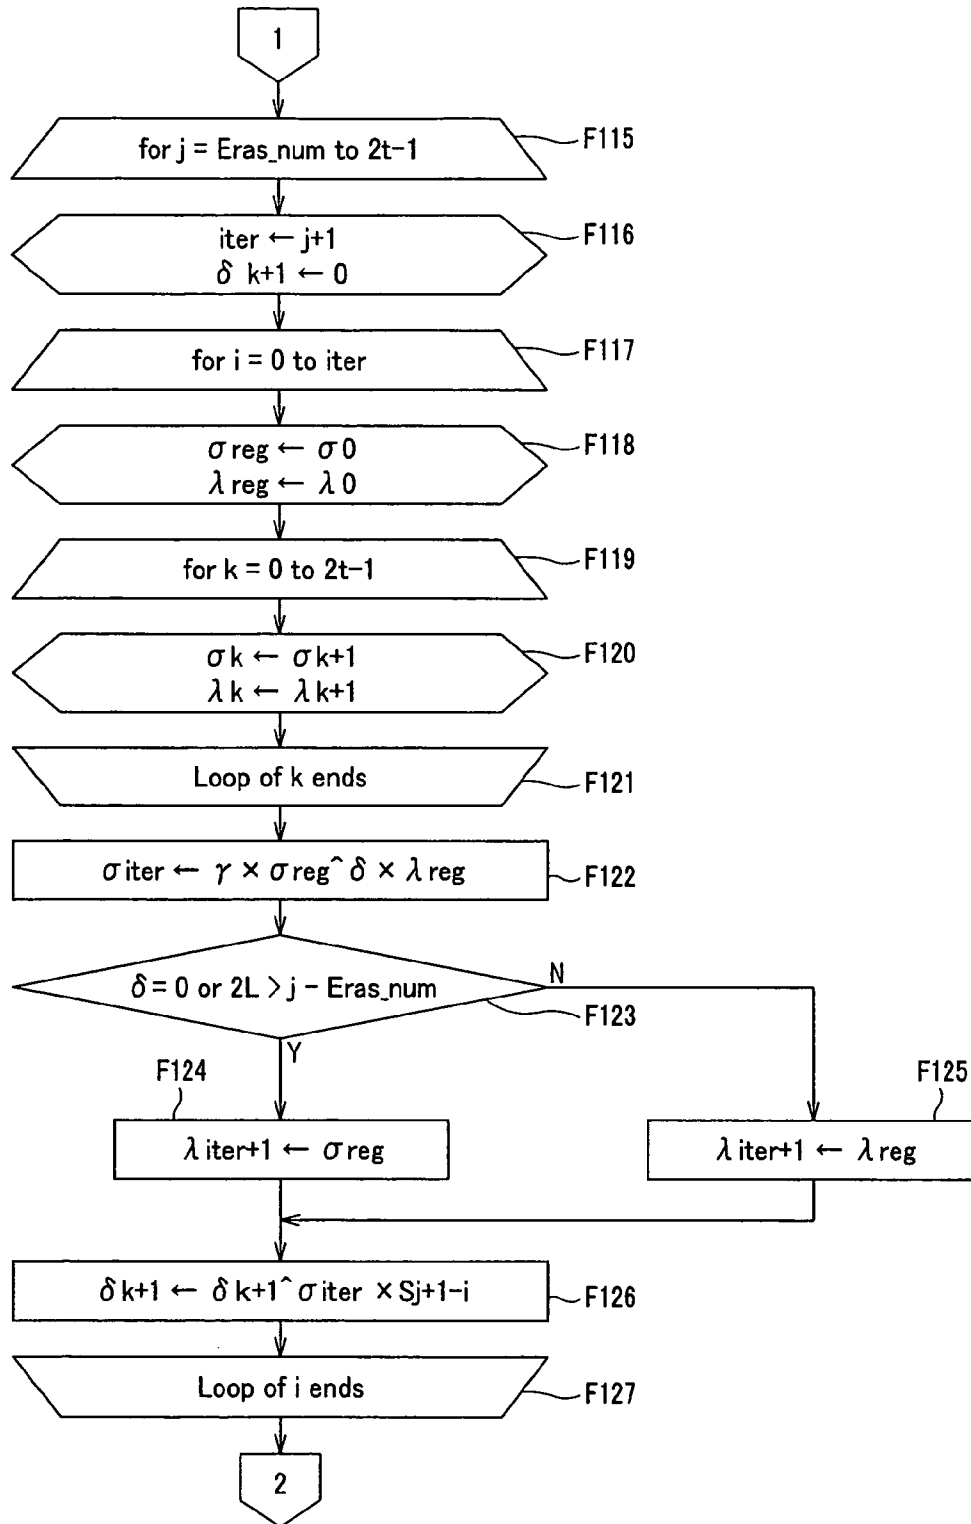 1
for j = Eras_num to 2t-1
F115
iter ← j+1
δ k+1 ← 0
F116
for i = 0 to iter
F117
σ reg ← σ 0
λ reg ← λ 0
F118
for k = 0 to 2t-1
F119
σ k ← σ k+1
λ k ← λ k+1
F120
Loop of k ends
F121
σ iter ← γ × σ reg^ δ × λ reg
F122
δ = 0 or 2L > j - Eras_num
N
F123
Y
F124
F125
λ iter+1 ← σ reg
λ iter+1 ← λ reg
δ k+1 ← δ k+1^ σ iter × Sj+1-i
F126
Loop of i ends
F127
2